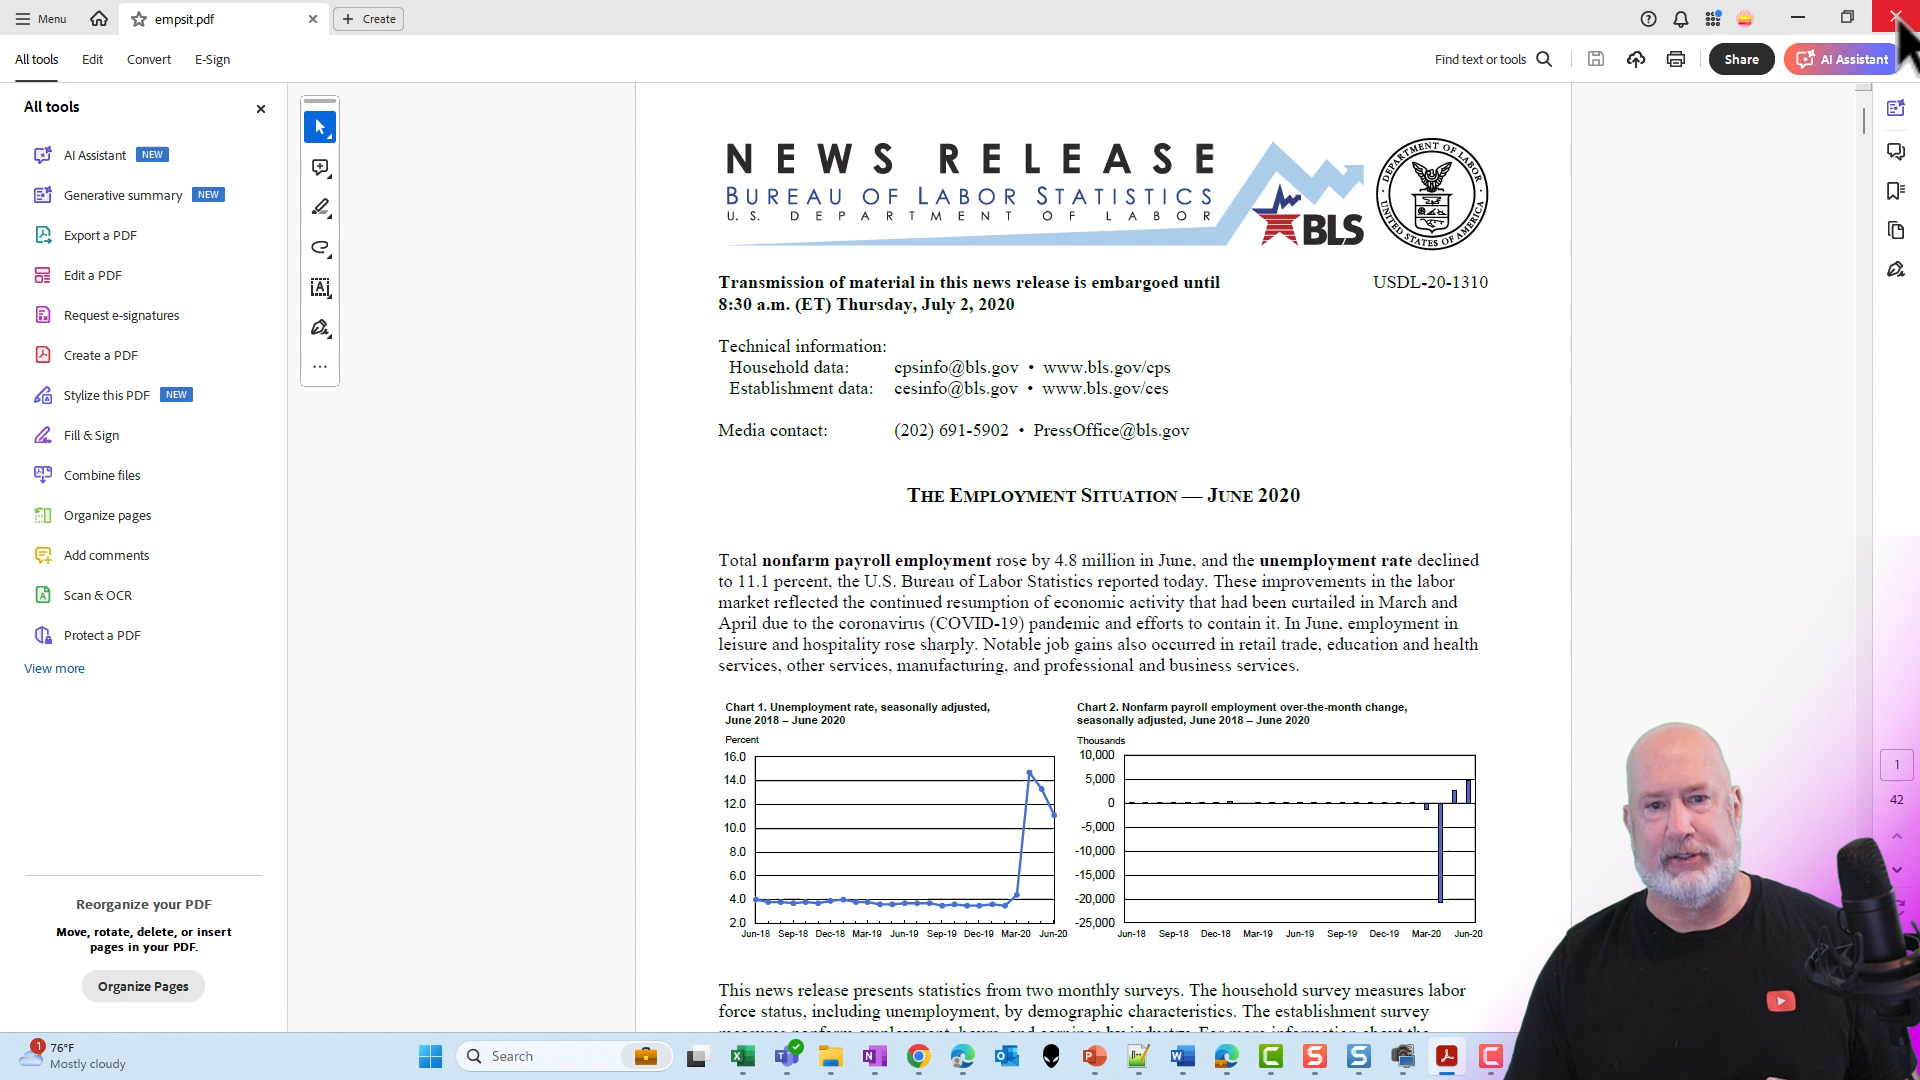 Menu
empsit.pdf
Create
All tools
Edit
Convert
E-Sign
Find text or tools
Share
AI Assistant
All tools
AI Assistant NEW
Generative summary NEW
Export a PDF
Edit a PDF
Request e-signatures
Create a PDF
Stylize this PDF NEW
Fill & Sign
Combine files
Organize pages
Add comments
Scan & OCR
Protect a PDF
View more
Reorganize your PDF
Move, rotate, delete, or insert
pages in your PDF.
Organize Pages
NEWS RELEASE
BUREAU OF LABOR STATISTICS
U.S. DEPARTMENT OF LABOR
BLS
DEPARTMENT OF LABOR
UNITED STATES OF AMERICA
Transmission of material in this news release is embargoed until USDL-20-1310
8:30 a.m. (ET) Thursday, July 2, 2020
Technical information:
Household data: cpsinfo@bls.gov • www.bls.gov/cps
Establishment data: cesinfo@bls.gov • www.bls.gov/ces
Media contact: (202) 691-5902 • PressOffice@bls.gov
THE EMPLOYMENT SITUATION — JUNE 2020
Total nonfarm payroll employment rose by 4.8 million in June, and the unemployment rate declined
to 11.1 percent, the U.S. Bureau of Labor Statistics reported today. These improvements in the labor
market reflected the continued resumption of economic activity that had been curtailed in March and
April due to the coronavirus (COVID-19) pandemic and efforts to contain it. In June, employment in
leisure and hospitality rose sharply. Notable job gains also occurred in retail trade, education and health
services, other services, manufacturing, and professional and business services.
Chart 1. Unemployment rate, seasonally adjusted,
June 2018 – June 2020
Percent
16.0
14.0
12.0
10.0
8.0
6.0
4.0
2.0
Jun-18 Sep-18 Dec-18 Mar-19 Jun-19 Sep-19 Dec-19 Mar-20 Jun-20
Chart 2. Nonfarm payroll employment over-the-month change,
seasonally adjusted, June 2018 – June 2020
Thousands
10,000
5,000
0
-5,000
-10,000
-15,000
-20,000
-25,000
Jun-18 Sep-18 Dec-18 Mar-19 Jun-19 Sep-19 Dec-19 Mar-20 Jun-20
This news release presents statistics from two monthly surveys. The household survey measures labor
force status, including unemployment, by demographic characteristics. The establishment survey
1
42
1
76°F
Mostly cloudy
Search